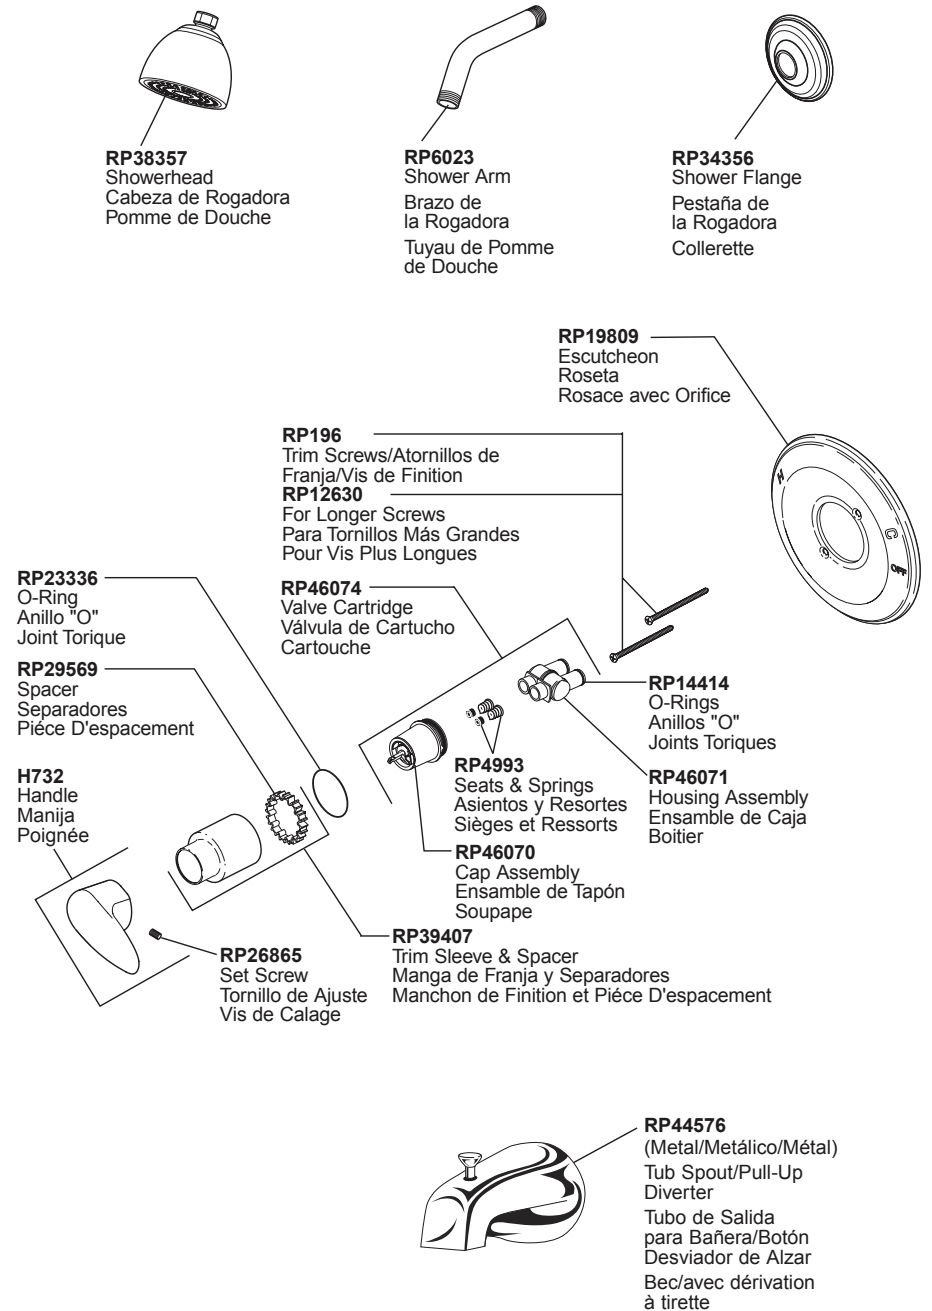 RP38357
Showerhead
Cabeza de Rogadora
Pomme de Douche
RP6023
Shower Arm
Brazo de
la Rogadora
Tuyau de Pomme
de Douche
RP34356
Shower Flange
Pestaña de
la Rogadora
Collerette
RP19809
Escutcheon
Roseta
Rosace avec Orifice
H
C
OFF
RP196
Trim Screws/Atornillos de
Franja/Vis de Finition
RP12630
For Longer Screws
Para Tornillos Más Grandes
Pour Vis Plus Longues
RP23336
O-Ring
Anillo "O"
Joint Torique
RP46074
Valve Cartridge
Válvula de Cartucho
Cartouche
RP29569
Spacer
Separadores
Piéce D'espacement
RP14414
O-Rings
Anillos "O"
Joints Toriques
RP4993
Seats & Springs
Asientos y Resortes
Sièges et Ressorts
RP46071
Housing Assembly
Ensamble de Caja
Boitier
H732
Handle
Manija
Poignée
RP46070
Cap Assembly
Ensamble de Tapón
Soupape
RP26865
Set Screw
Tornillo de Ajuste
Vis de Calage
RP39407
Trim Sleeve & Spacer
Manga de Franja y Separadores
Manchon de Finition et Piéce D'espacement
RP44576
(Metal/Metálico/Métal)
Tub Spout/Pull-Up
Diverter
Tubo de Salida
para Bañera/Botón
Desviador de Alzar
Bec/avec dérivation
à tirette